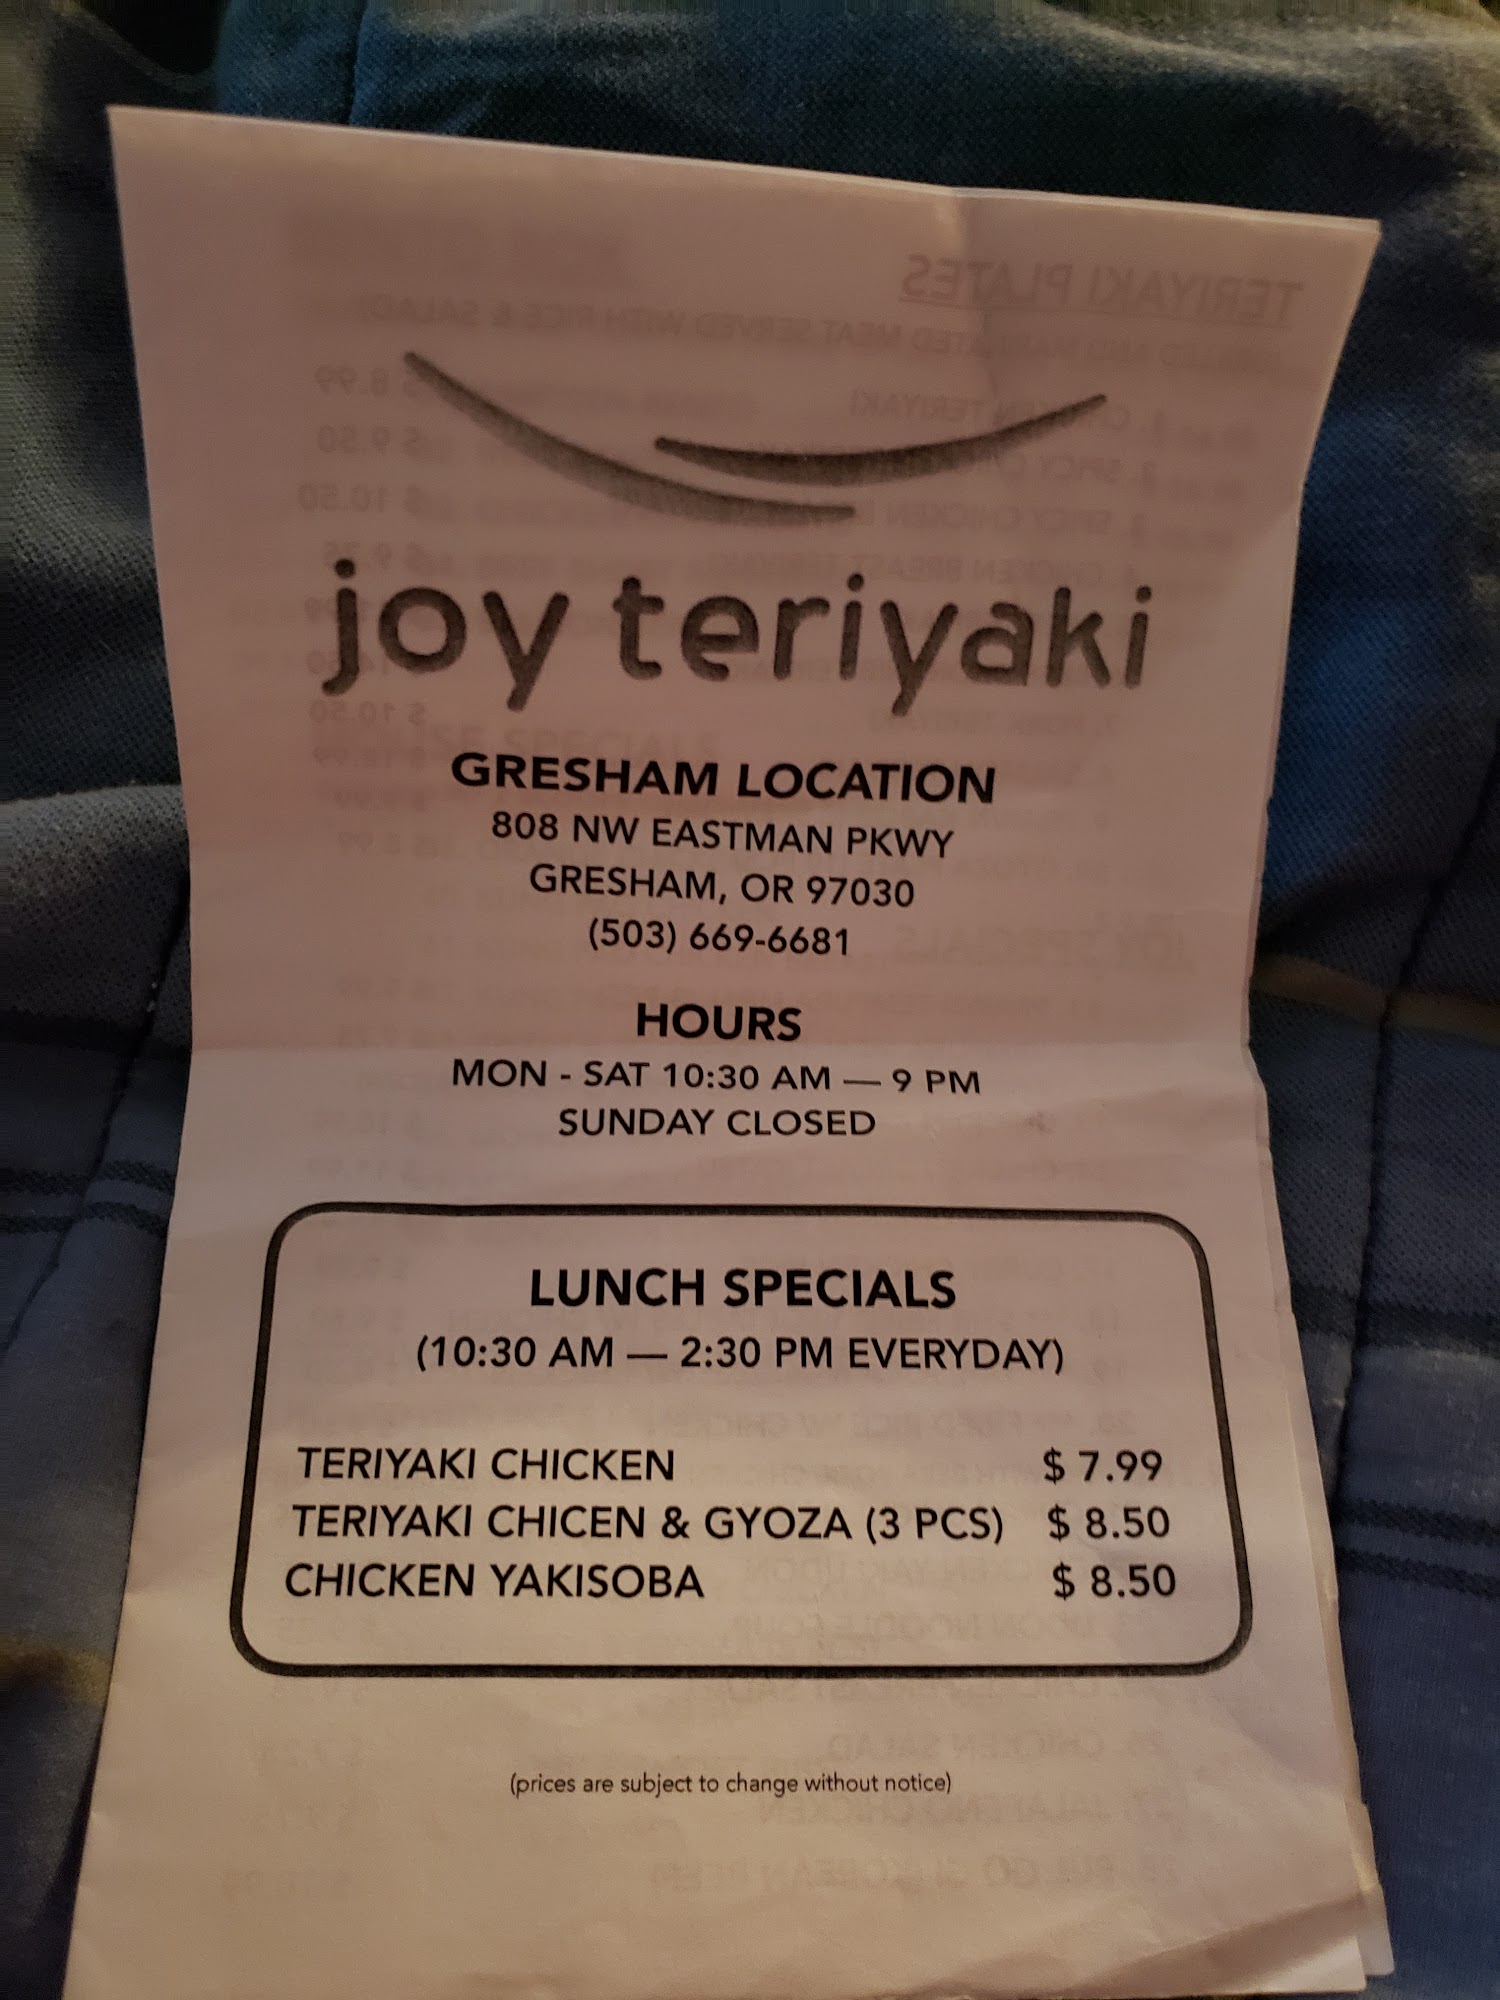 joy teriyaki
GRESHAM LOCATION
808 NW EASTMAN PKWY
GRESHAM, OR 97030
(503) 669-6681
HOURS
MON - SAT 10:30 AM — 9 PM
SUNDAY CLOSED
LUNCH SPECIALS
(10:30 AM — 2:30 PM EVERYDAY)
TERIYAKI CHICKEN $ 7.99
TERIYAKI CHICEN & GYOZA (3 PCS) $ 8.50
CHICKEN YAKISOBA $ 8.50
(prices are subject to change without notice)